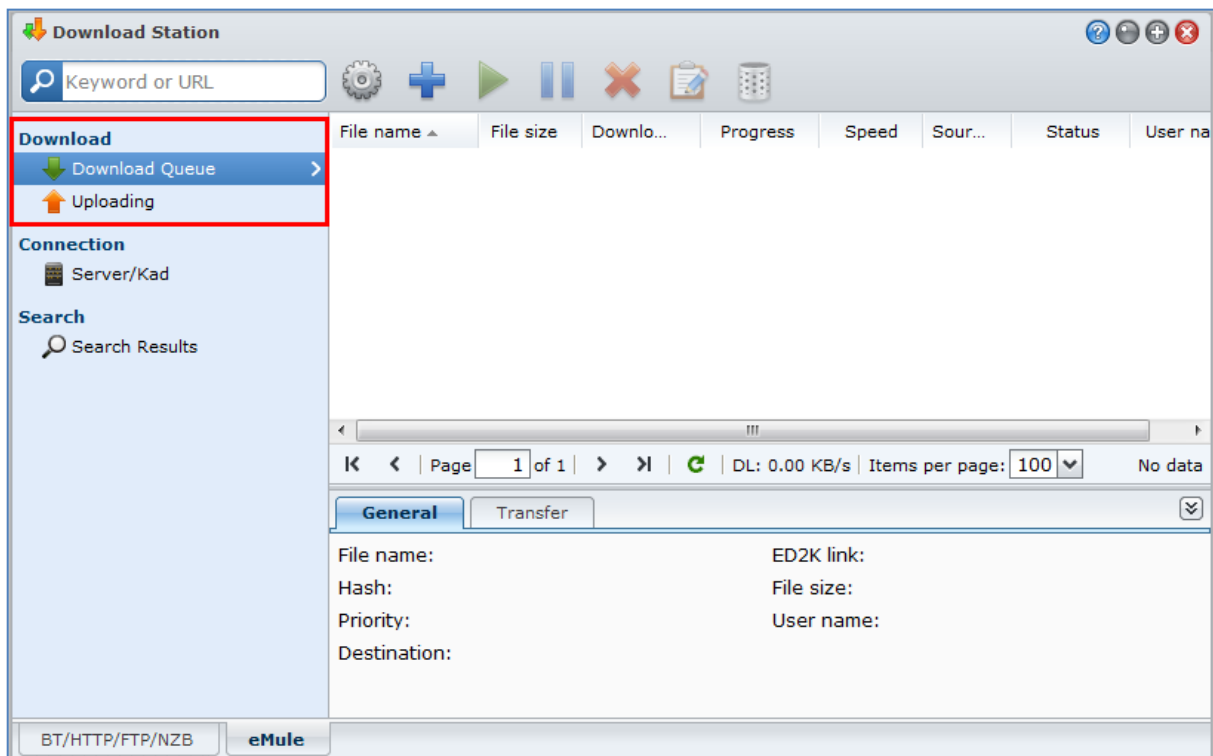 Download Station
Keyword or URL
Download
Download Queue
Uploading
Connection
Server/Kad
Search
Search Results
File name File size Downlo... Progress Speed Sour... Status User na
Page 1 of 1 DL: 0.00 KB/s Items per page: 100 No data
General Transfer
File name: ED2K link:
Hash: File size:
Priority: User name:
Destination:
BT/HTTP/FTP/NZB eMule